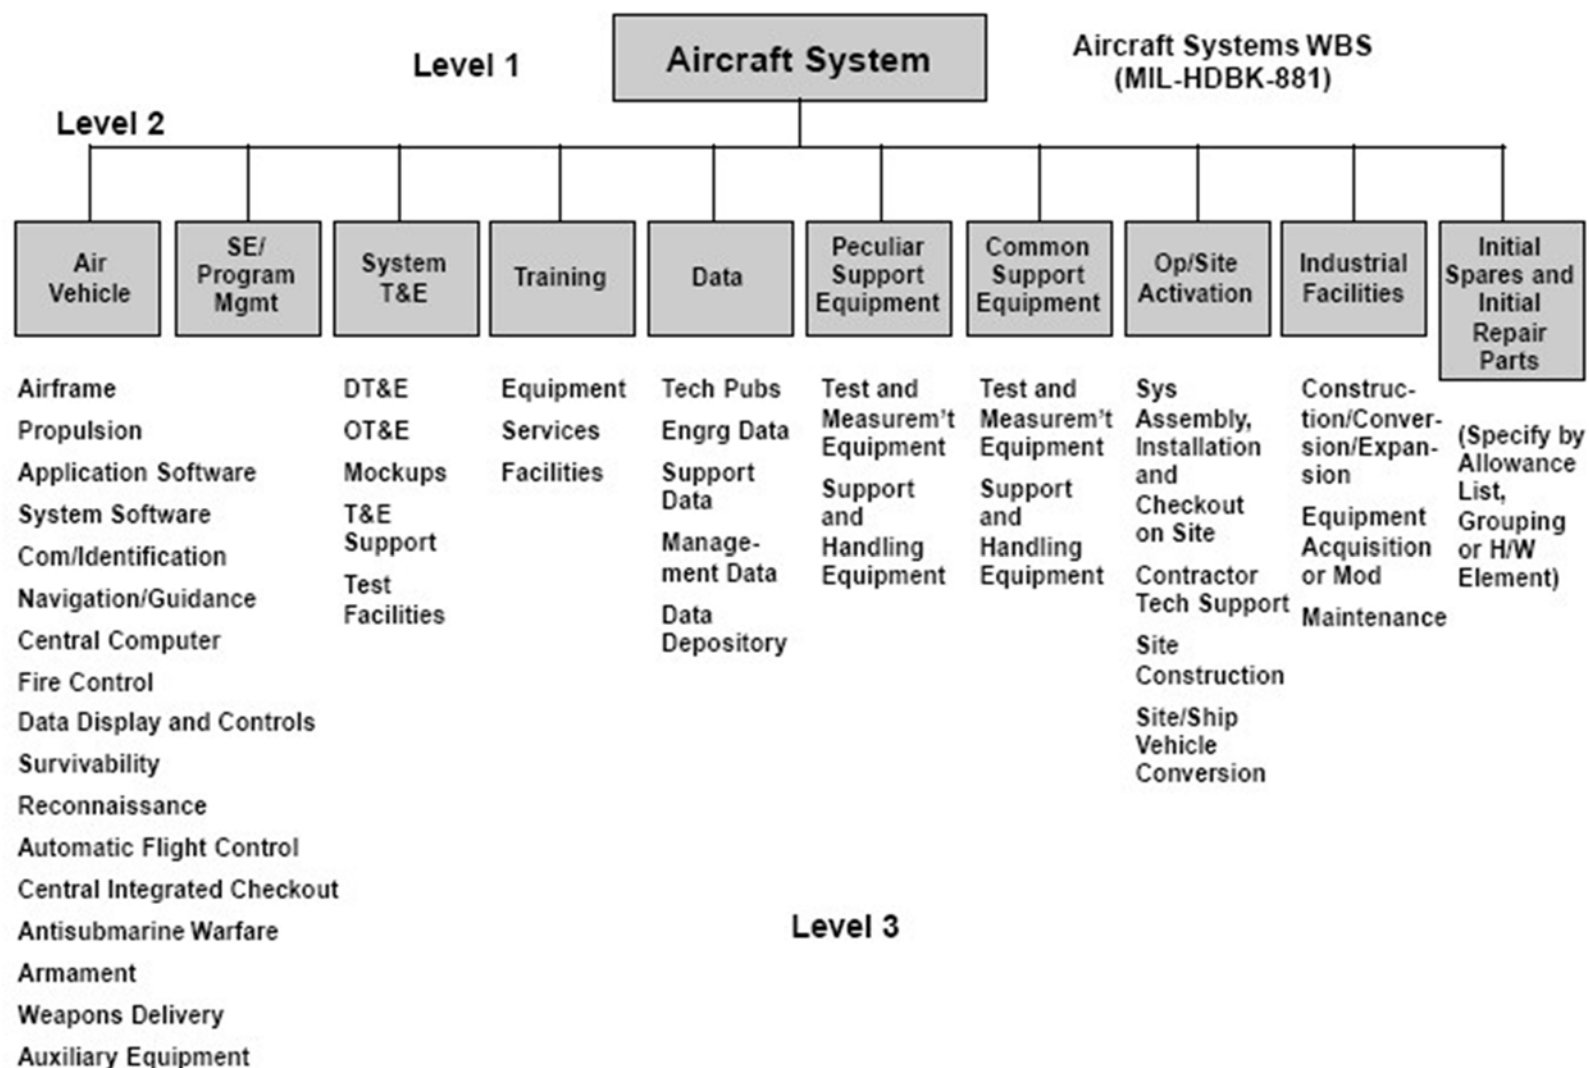 Level 1
Aircraft System
Aircraft Systems WBS
(MIL-HDBK-881)
Level 2
Air
Vehicle
SE/
Program
Mgmt
System
T&E
Training
Data
Peculiar
Support
Equipment
Common
Support
Equipment
Op/Site
Activation
Industrial
Facilities
Initial
Spares and
Initial
Repair
Parts
Airframe
Propulsion
Application Software
System Software
Com/Identification
Navigation/Guidance
Central Computer
Fire Control
Data Display and Controls
Survivability
Reconnaissance
Automatic Flight Control
Central Integrated Checkout
Antisubmarine Warfare
Armament
Weapons Delivery
Auxiliary Equipment
DT&E
OT&E
Mockups
T&E
Support
Test
Facilities
Equipment
Services
Facilities
Tech Pubs
Engrg Data
Support
Data
Manage-
ment Data
Data
Depository
Test and
Measurem't
Equipment
Support
and
Handling
Equipment
Test and
Measurem't
Equipment
Support
and
Handling
Equipment
Sys
Assembly,
Installation
and
Checkout
on Site
Contractor
Tech Support
Site
Construction
Site/Ship
Vehicle
Conversion
Construc-
tion/Conver-
sion/Expan-
sion
Equipment
Acquisition
or Mod
Maintenance
(Specify by
Allowance
List,
Grouping
or H/W
Element)
Level 3